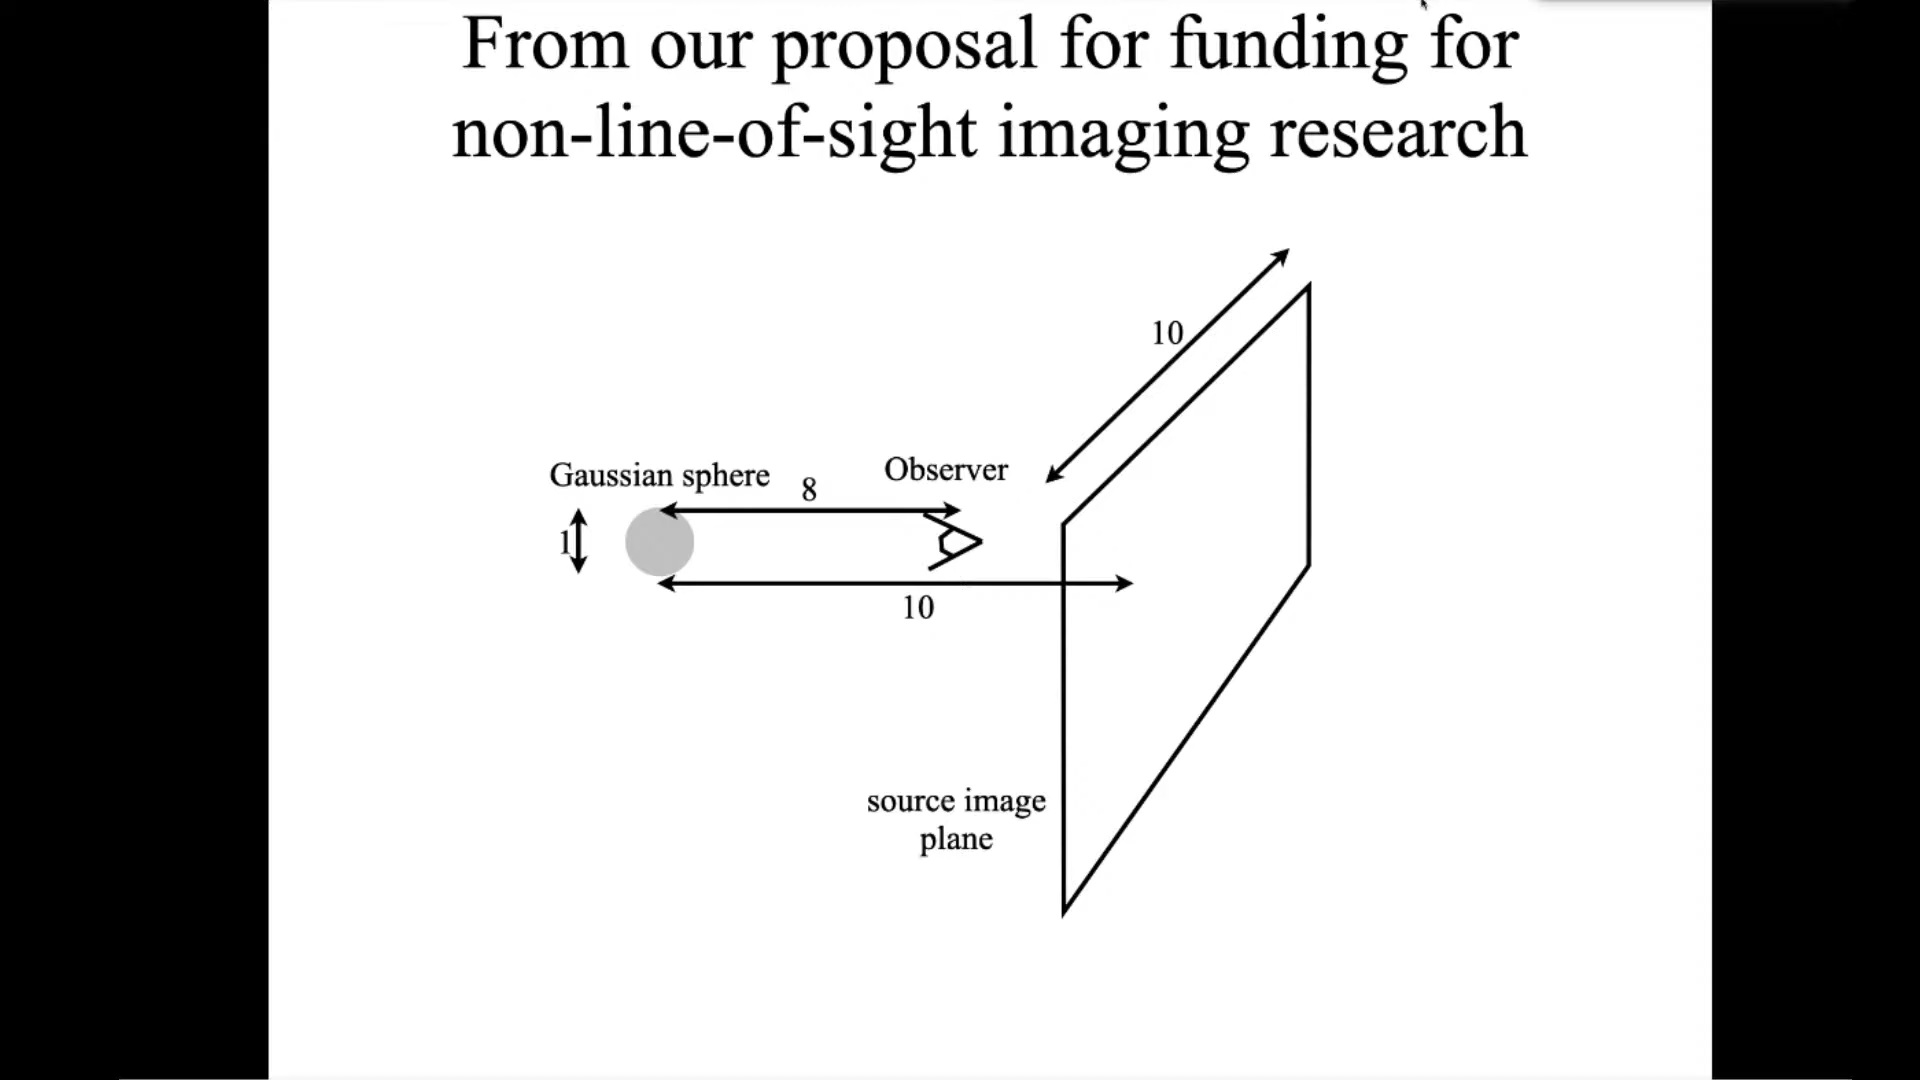 From our proposal for funding for
non-line-of-sight imaging research
10
Gaussian sphere
8
Observer
1
10
source image
plane